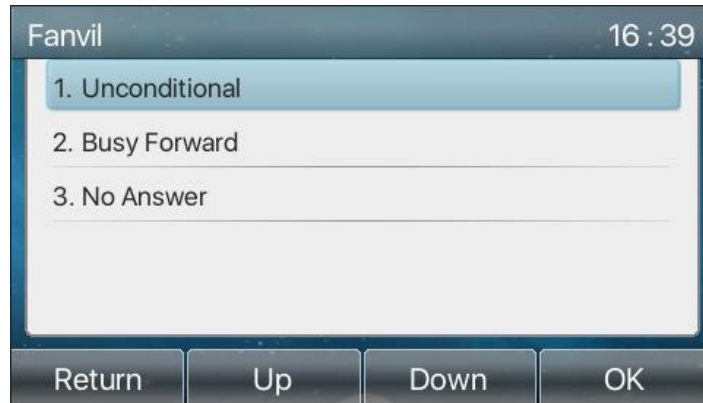 Fanvil 16:39
1. Unconditional
2. Busy Forward
3. No Answer
Return Up Down OK